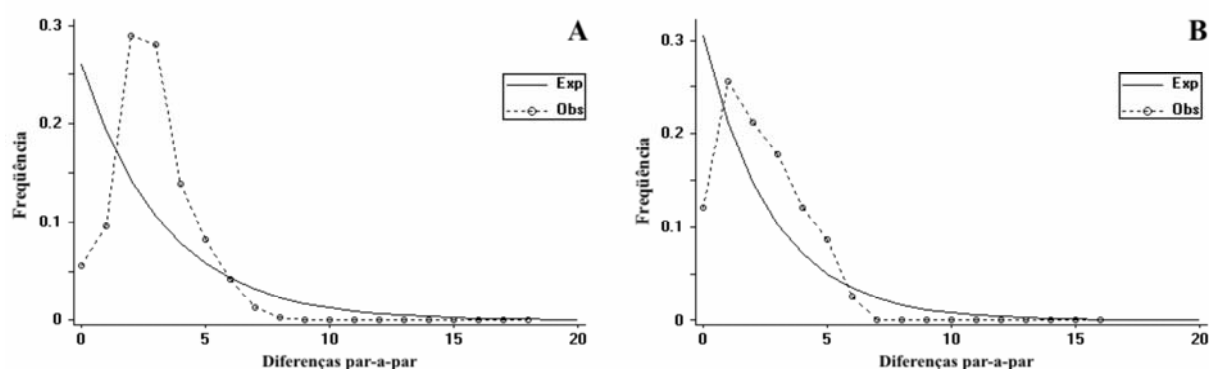 A
0.3
0.2
0.1
0
Freqüência
Exp
Obs
0
5
10
15
20
Diferenças par-a-par
B
0.3
0.2
0.1
0
Freqüência
Exp
Obs
0
5
10
15
20
Diferenças par-a-par